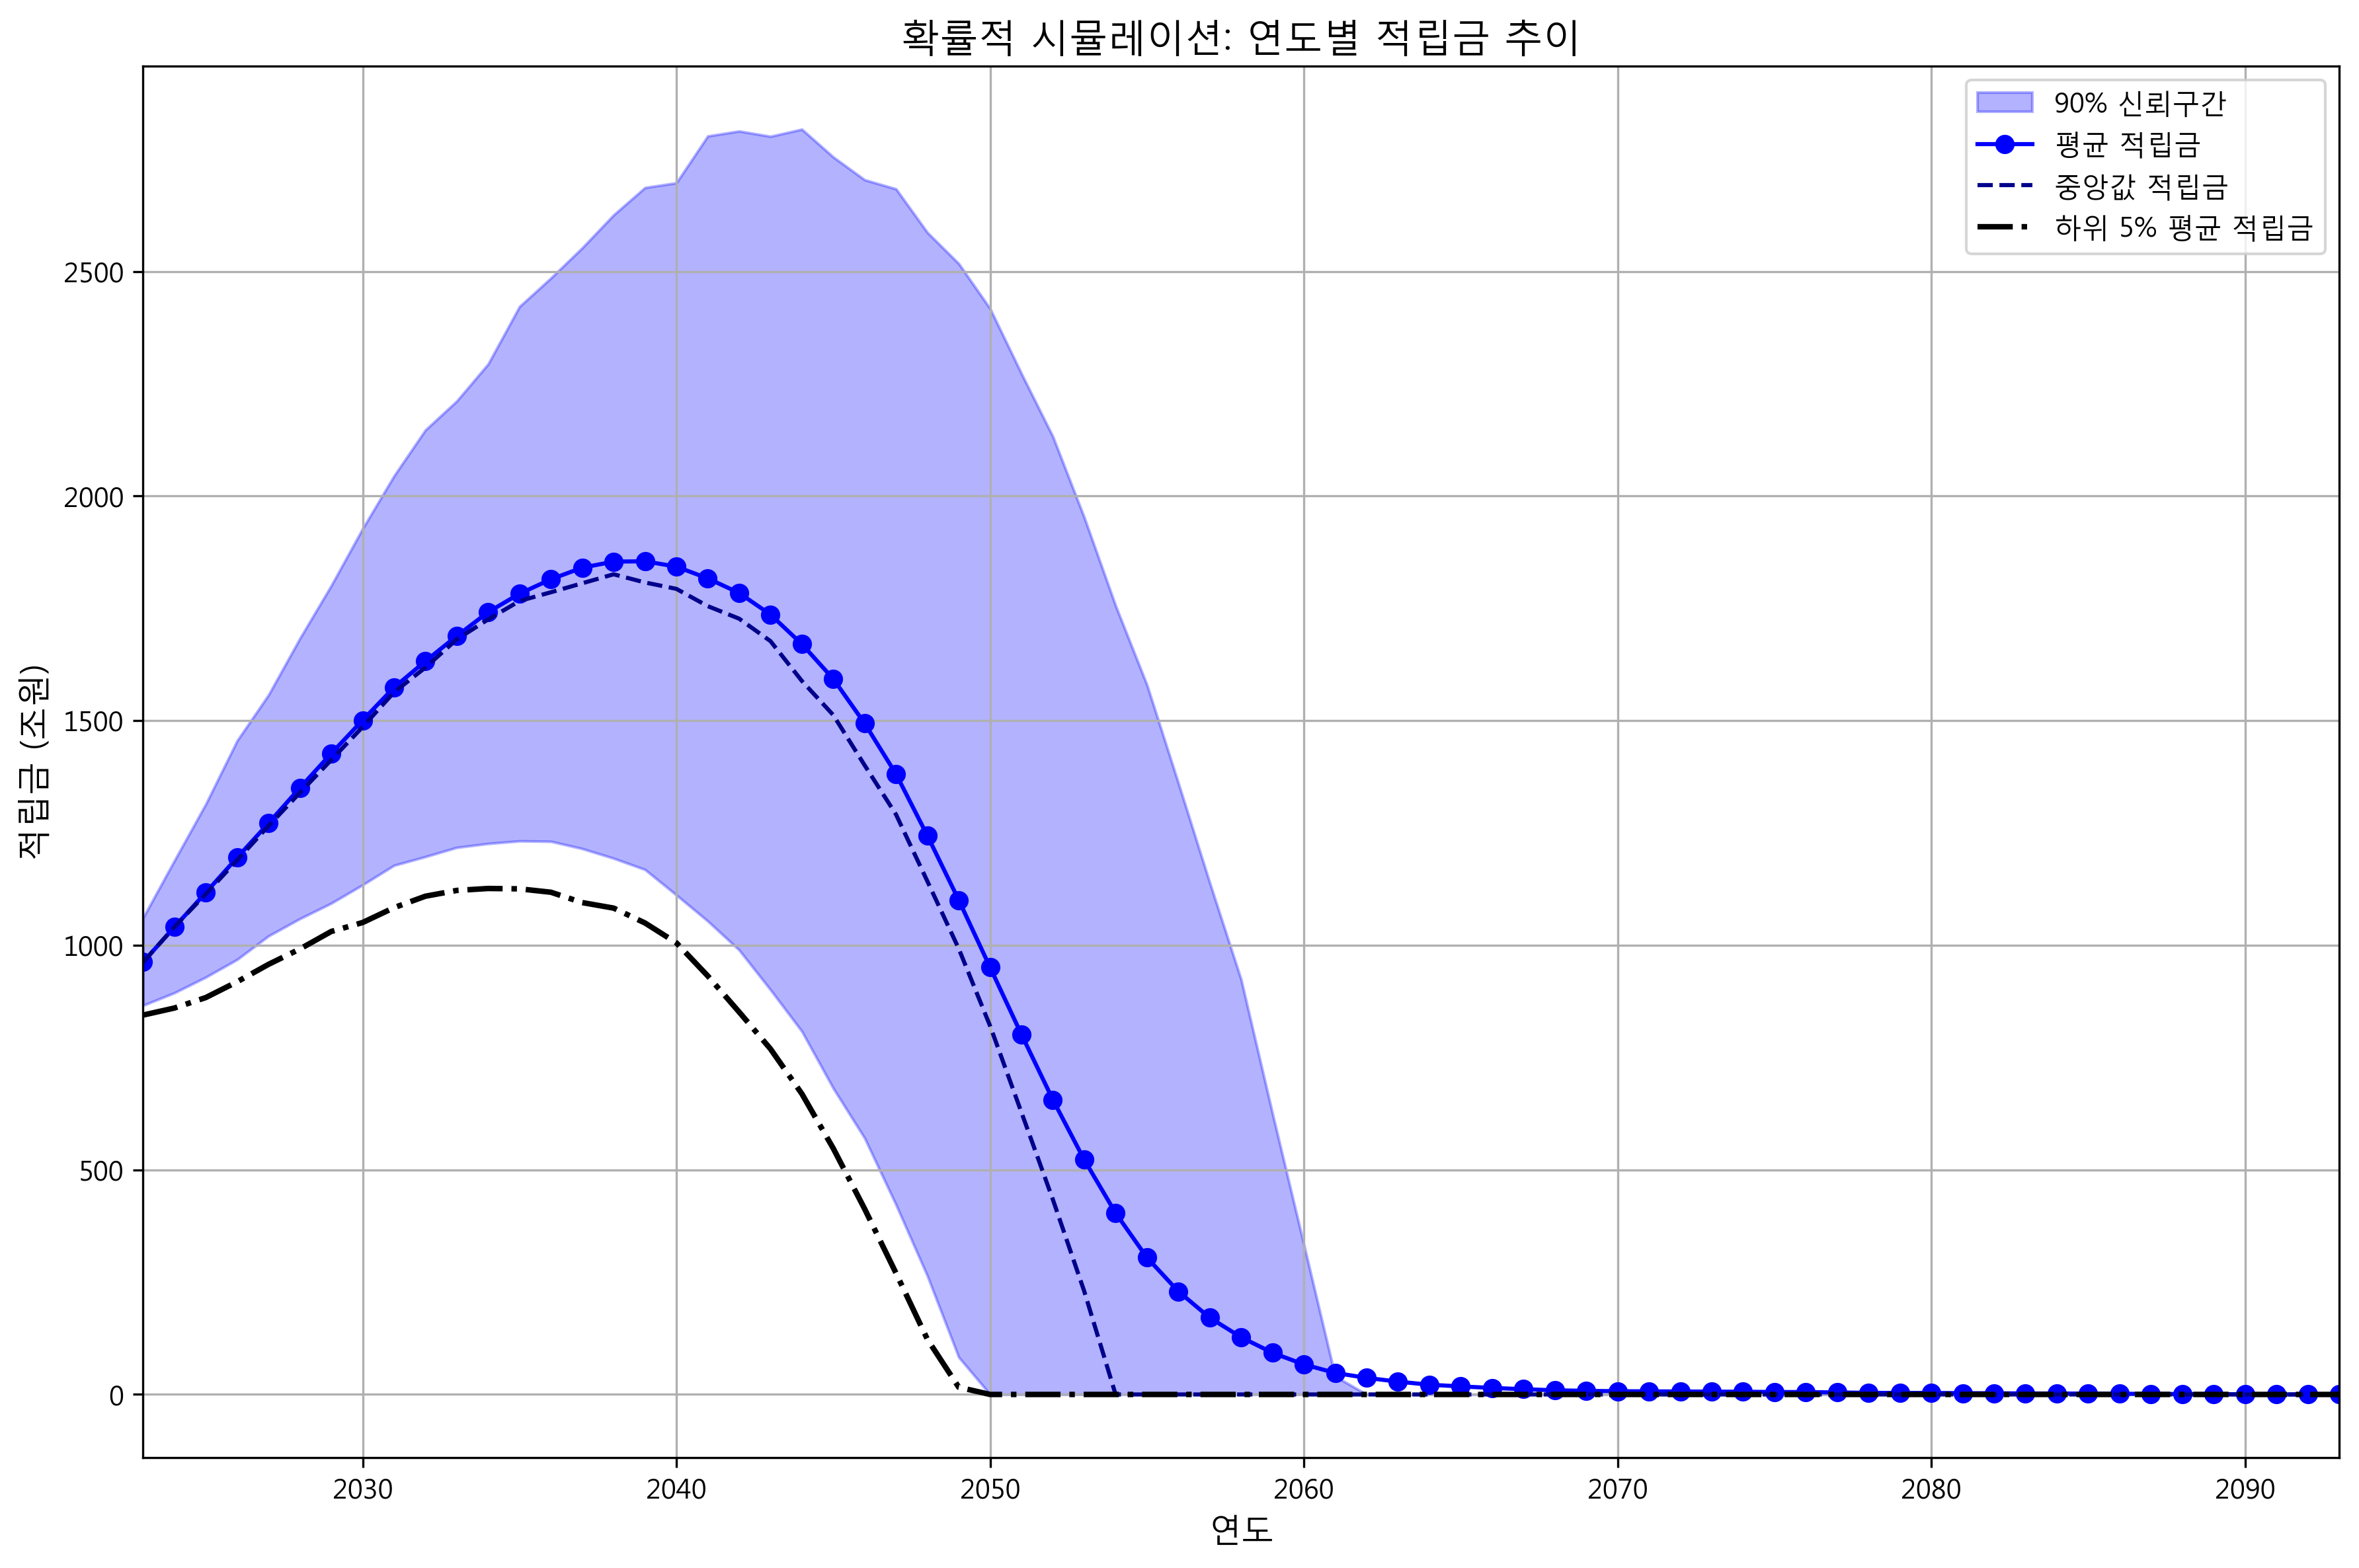 확률적 시뮬레이션: 연도별 적립금 추이
90% 신뢰구간
평균 적립금
중앙값 적립금
하위 5% 평균 적립금
적립금 (조원)
2500
2000
1500
1000
500
0
2030
2040
2050
2060
2070
2080
2090
연도